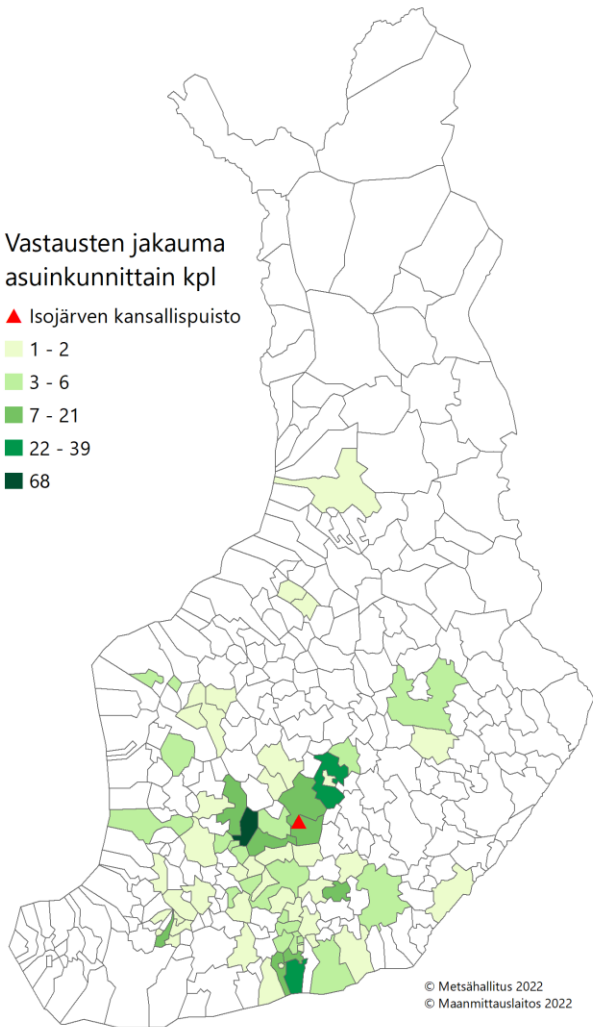 Vastausten jakauma
asuinkunnittain kpl
Isojärven kansallispuisto
1 - 2
3 - 6
7 - 21
22 - 39
68
© Metsähallitus 2022
© Maanmittauslaitos 2022